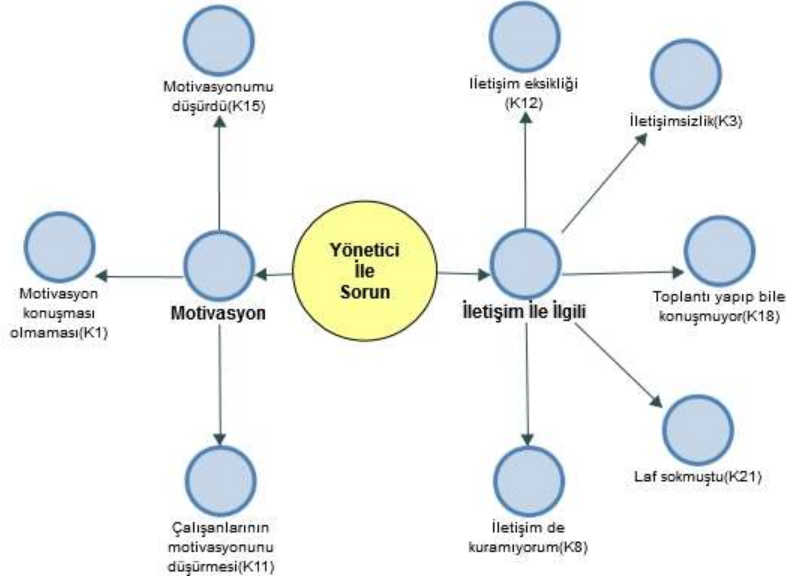 Motivasyonumu
düşürdü(K15)
IIetişim eksikliği
(K12)
İletişimsizlik(K3)
Motivasyon
konuşması
olmaması(K1)
Motivasyon
Yönetici
İle
Sorun
İletişim İle İlgili
Toplantı yapıp bile
konuşmuyor(K18)
Laf sokmuştu(K21)
Çalışanlarının
motivasyonunu
düşürmesi(K11)
İletişim de
kuramıyorum(K8)